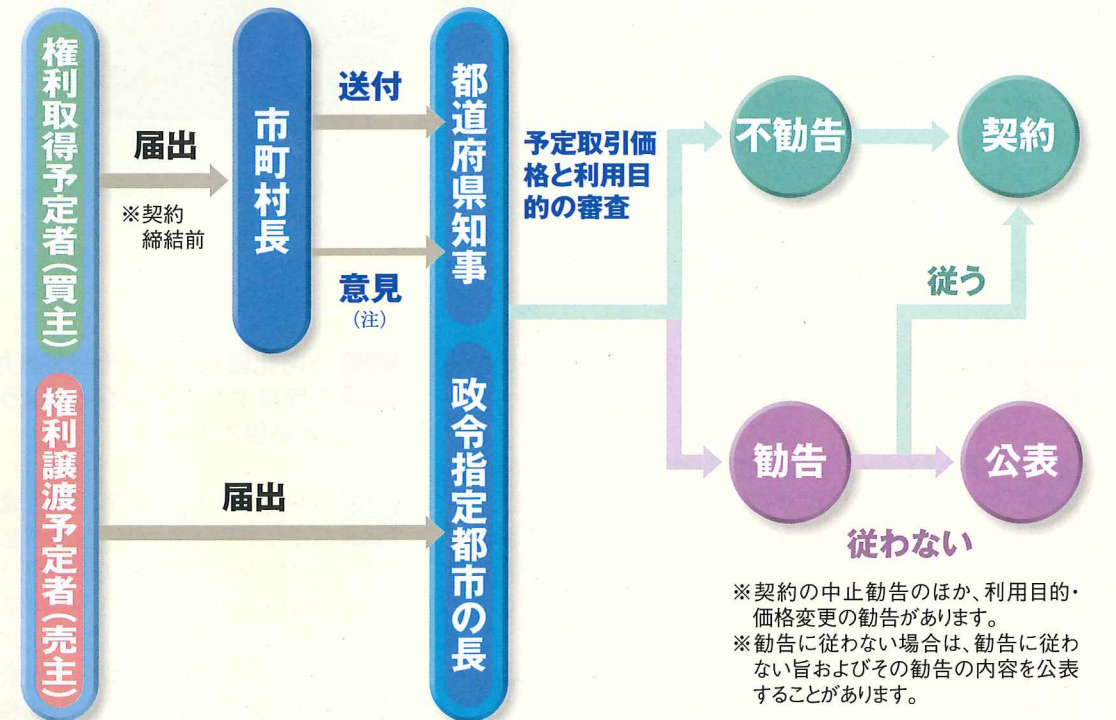 権利取得予定者(買主)
権利譲渡予定者(売主)
届出
※契約
締結前
市町村長
送付
意見
(注)
届出
都道府県知事
政令指定都市の長
予定取引価
格と利用目
的の審査
不勧告
契約
従う
勧告
公表
従わない
※契約の中止勧告のほか、利用目的・
価格変更の勧告があります。
※勧告に従わない場合は、勧告に従わ
ない旨およびその勧告の内容を公表
することがあります。